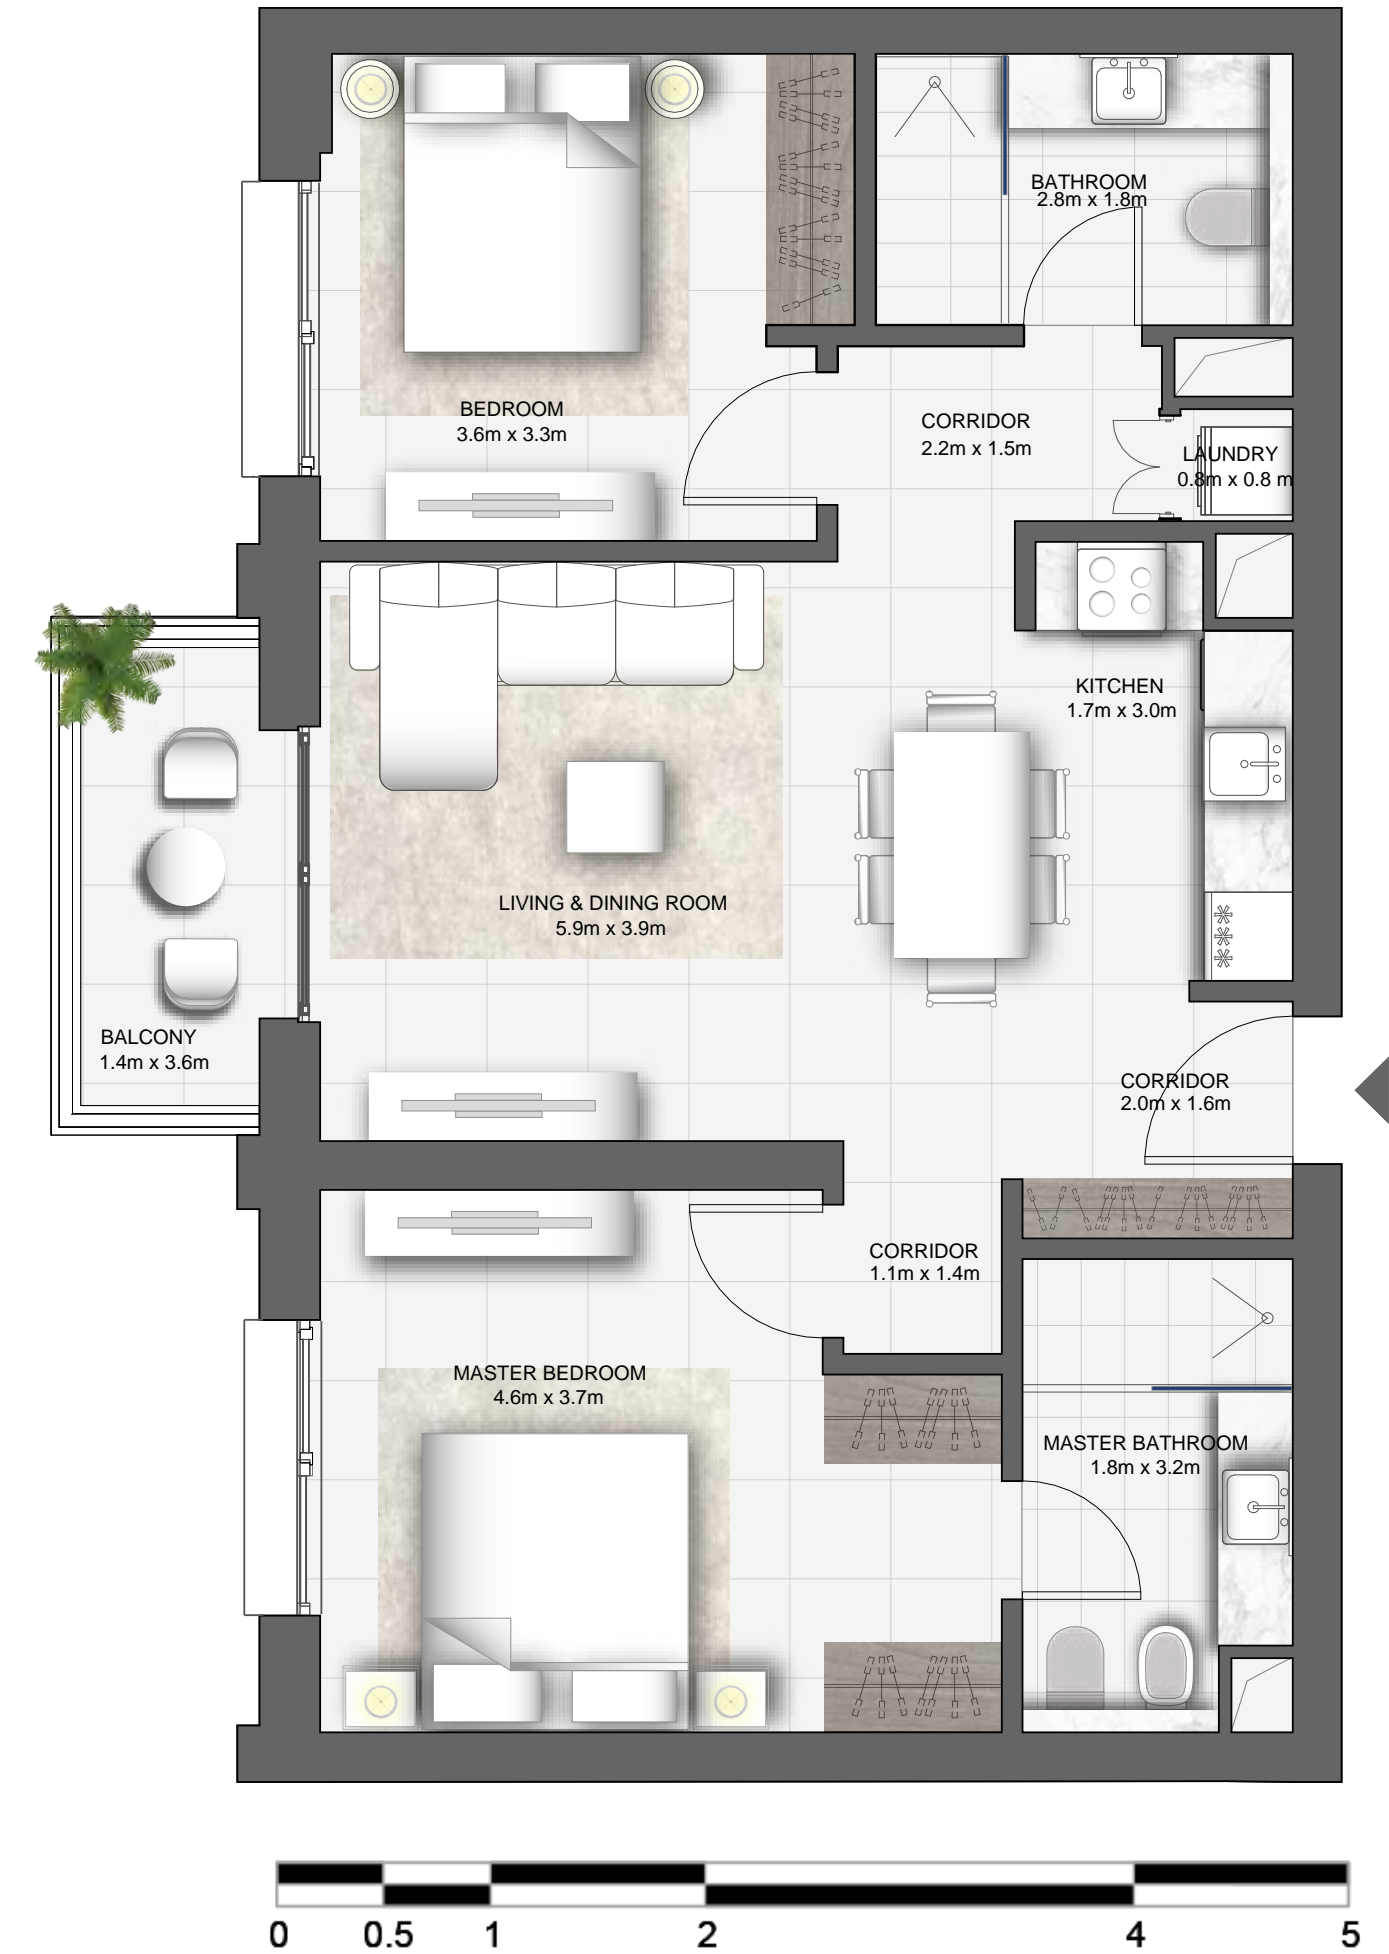 BATHROOM
2.8m x 1.8m
BEDROOM
3.6m x 3.3m
CORRIDOR
2.2m x 1.5m
LAUNDRY
0.8m x 0.8 m
KITCHEN
1.7m x 3.0m
LIVING & DINING ROOM
5.9m x 3.9m
BALCONY
1.4m x 3.6m
CORRIDOR
2.0m x 1.6m
CORRIDOR
1.1m x 1.4m
MASTER BEDROOM
4.6m x 3.7m
MASTER BATHROOM
1.8m x 3.2m
0 0.5 1 2 4 5